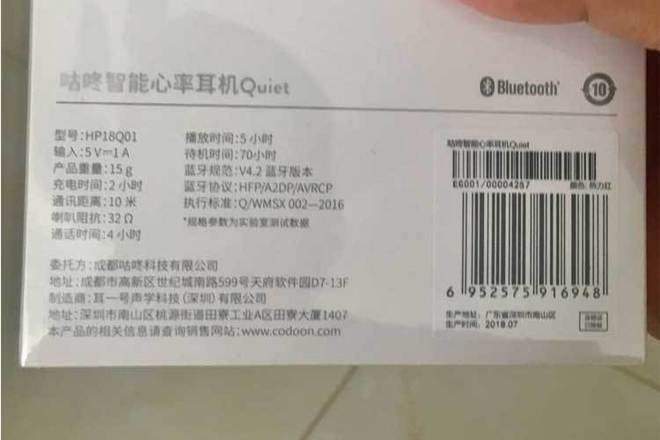 咕咚智能心率耳机Quiet
Bluetooth®
10
型号:HP18Q01
输入:5V⎓1A
产品重量:15g
充电时间:2小时
通讯距离:10米
喇叭阻抗:32Ω
通话时间:4小时
播放时间:5小时
待机时间:70小时
蓝牙规范:V4.2 蓝牙版本
蓝牙协议:HFP/A2DP/AVRCP
执行标准:Q/WMSX 002—2016
*规格参数为实验室测试数据
委托方:成都咕咚科技有限公司
地址:成都市高新区世纪城南路599号天府软件园D7-13F
制造商:耳一号声学科技(深圳)有限公司
地址:深圳市南山区桃源街道田寮工业A区田寮大厦1407
本产品的相关信息请查询销售网站:www.codoon.com
咕咚智能心率耳机Quiet
E6001/00004257 颜色:热力红
6 952575 916948
生产地址:广东省深圳市南山区
生产时间:2018.07